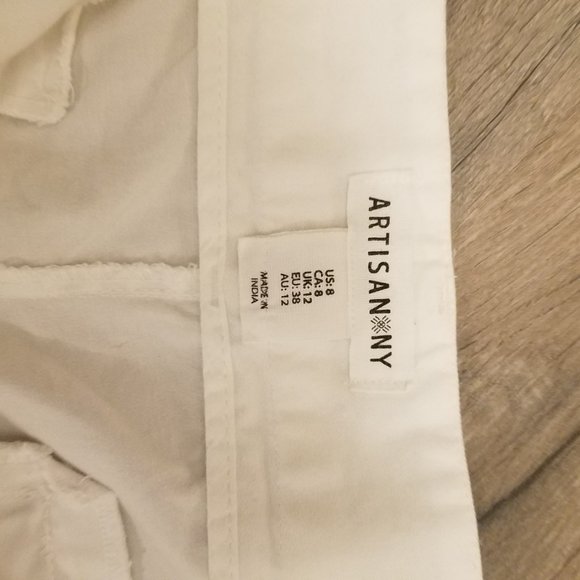 ARTISAN NY
US: 8
CA: 8
UK: 12
EU: 38
AU: 12
MADE IN
INDIA